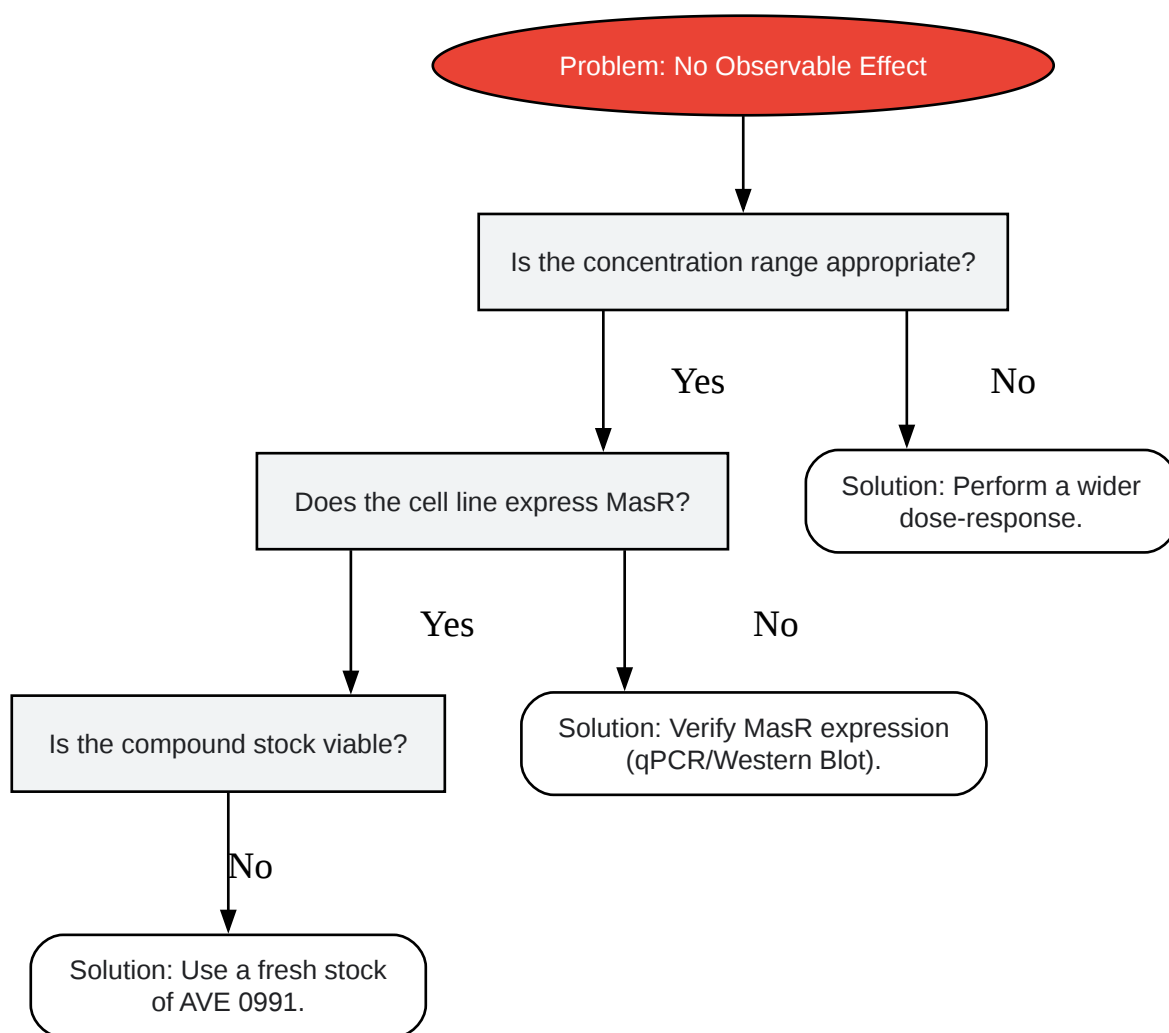 Problem: No Observable Effect
Is the concentration range appropriate?
Yes
No
Does the cell line express MasR?
Solution: Perform a wider
dose-response.
Yes
No
Is the compound stock viable?
Solution: Verify MasR expression
(qPCR/Western Blot).
No
Solution: Use a fresh stock
of AVE 0991.